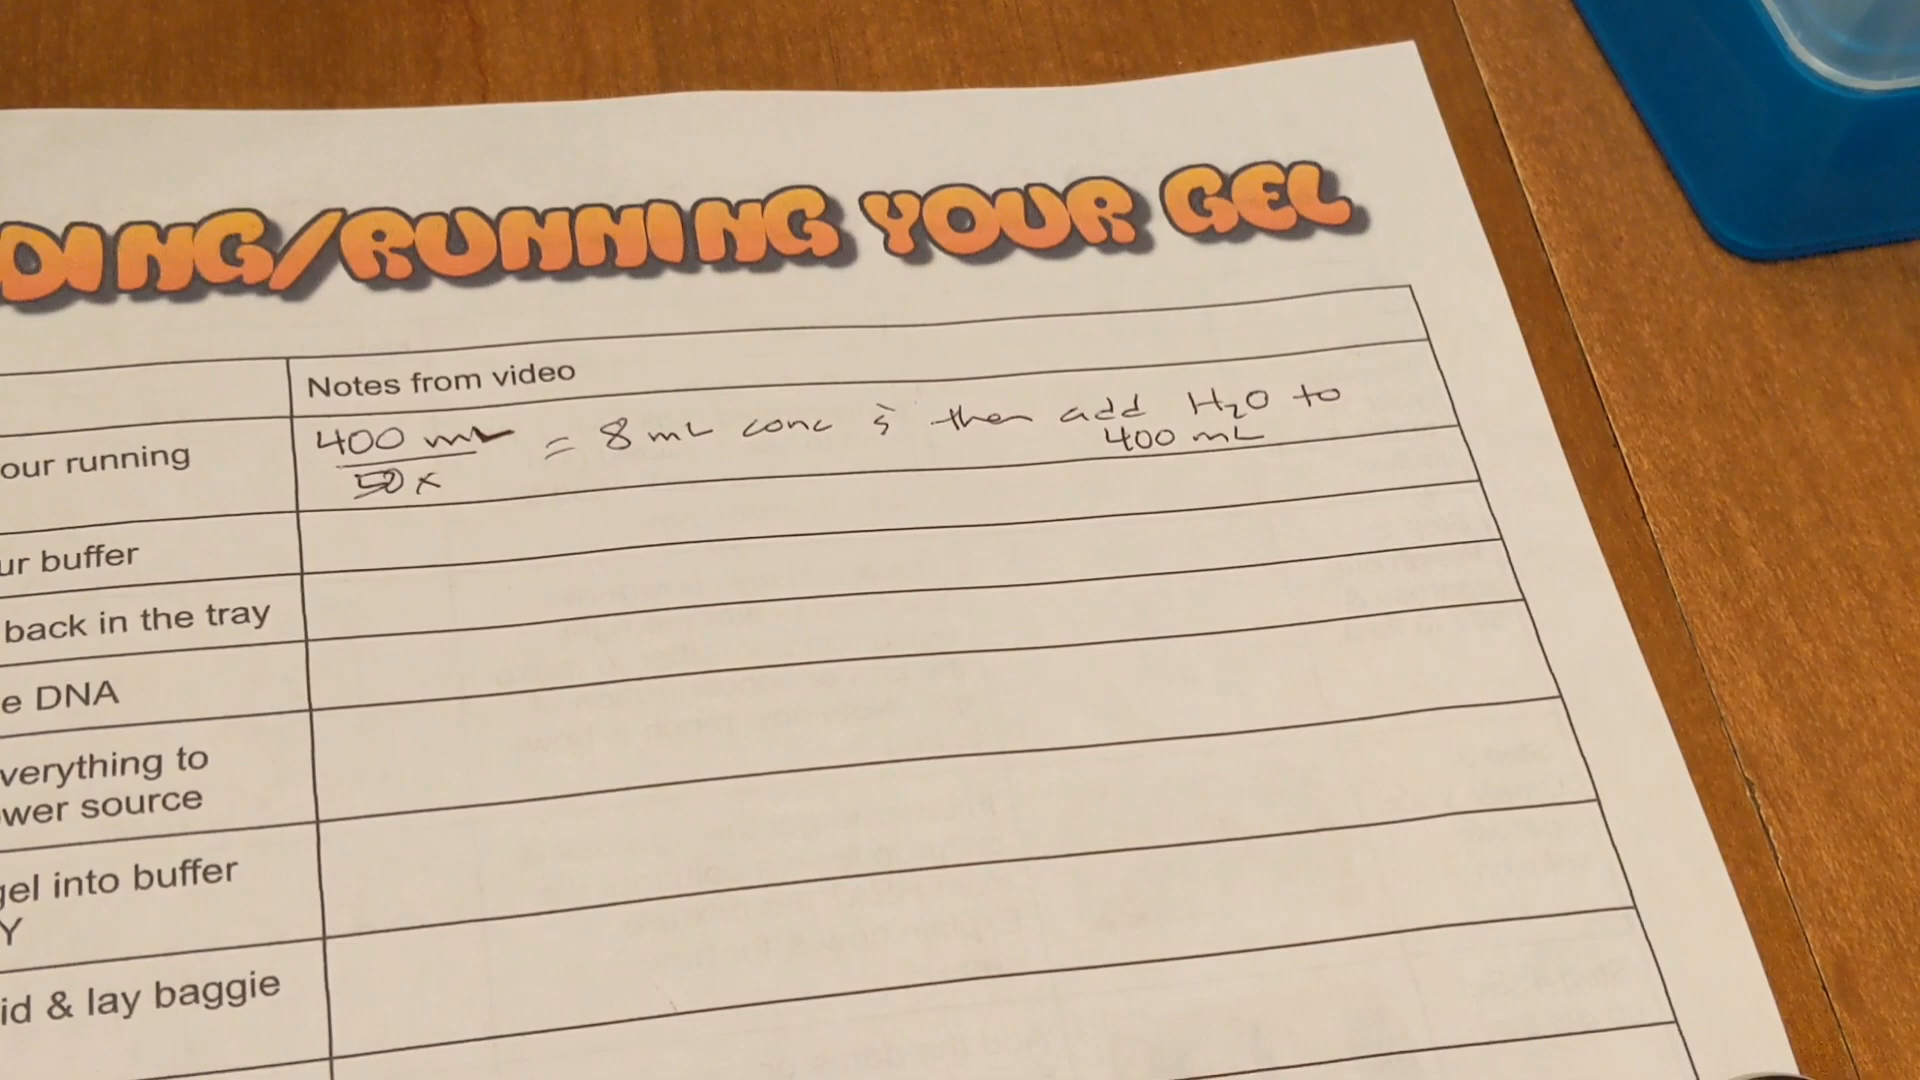 DING/RUNNING YOUR GEL
Notes from video
our running
400 mL = 8 mL conc & then add H₂O to
50x
400 mL
ur buffer
back in the tray
e DNA
verything to
wer source
gel into buffer
Y
id & lay baggie